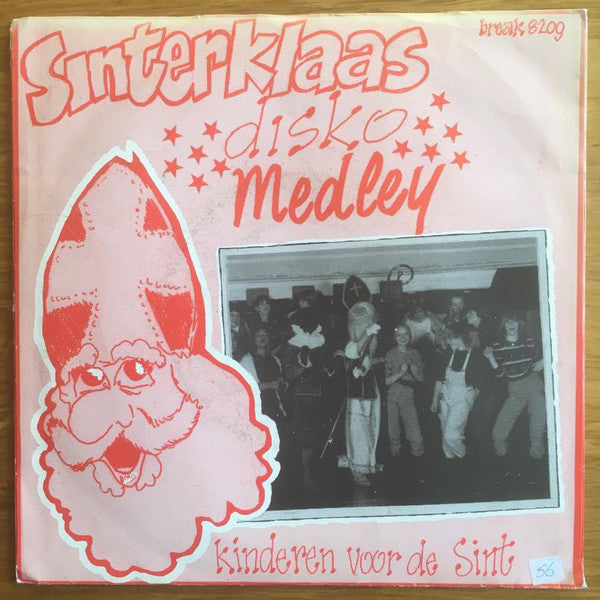 break 8209
Sinterklaas
disko
Medley
kinderen voor de Sint
56